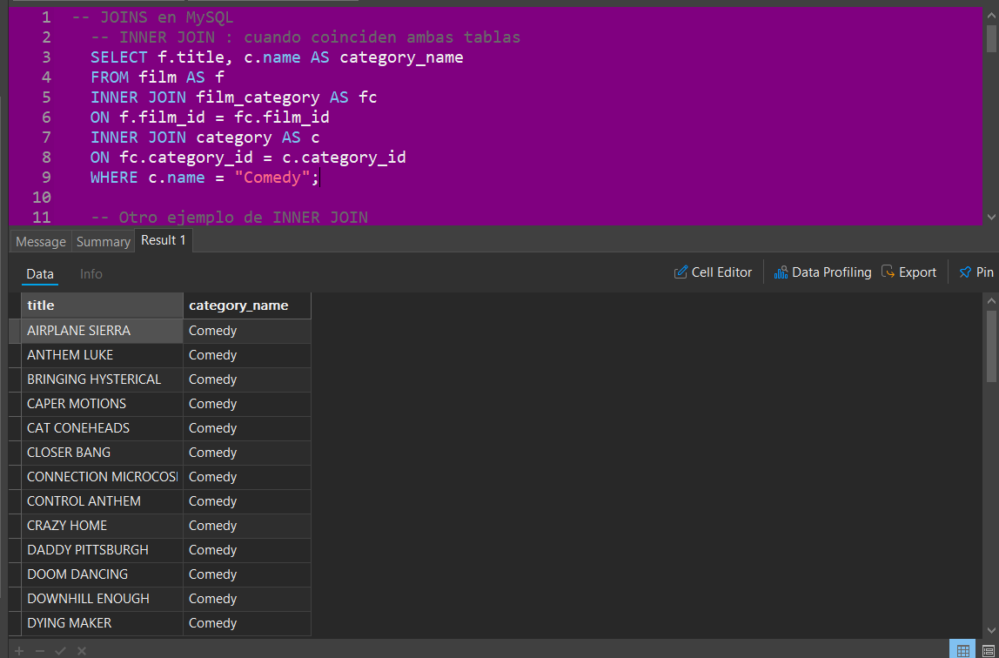 1 -- JOINS en MySQL
2 -- INNER JOIN : cuando coinciden ambas tablas
3 SELECT f.title, c.name AS category_name
4 FROM film AS f
5 INNER JOIN film_category AS fc
6 ON f.film_id = fc.film_id
7 INNER JOIN category AS c
8 ON fc.category_id = c.category_id
9 WHERE c.name = "Comedy";
10
11 -- Otro ejemplo de INNER JOIN
Message Summary Result 1
Data Info Cell Editor Data Profiling Export Pin
title category_name
AIRPLANE SIERRA Comedy
ANTHEM LUKE Comedy
BRINGING HYSTERICAL Comedy
CAPER MOTIONS Comedy
CAT CONEHEADS Comedy
CLOSER BANG Comedy
CONNECTION MICROCOSI Comedy
CONTROL ANTHEM Comedy
CRAZY HOME Comedy
DADDY PITTSBURGH Comedy
DOOM DANCING Comedy
DOWNHILL ENOUGH Comedy
DYING MAKER Comedy